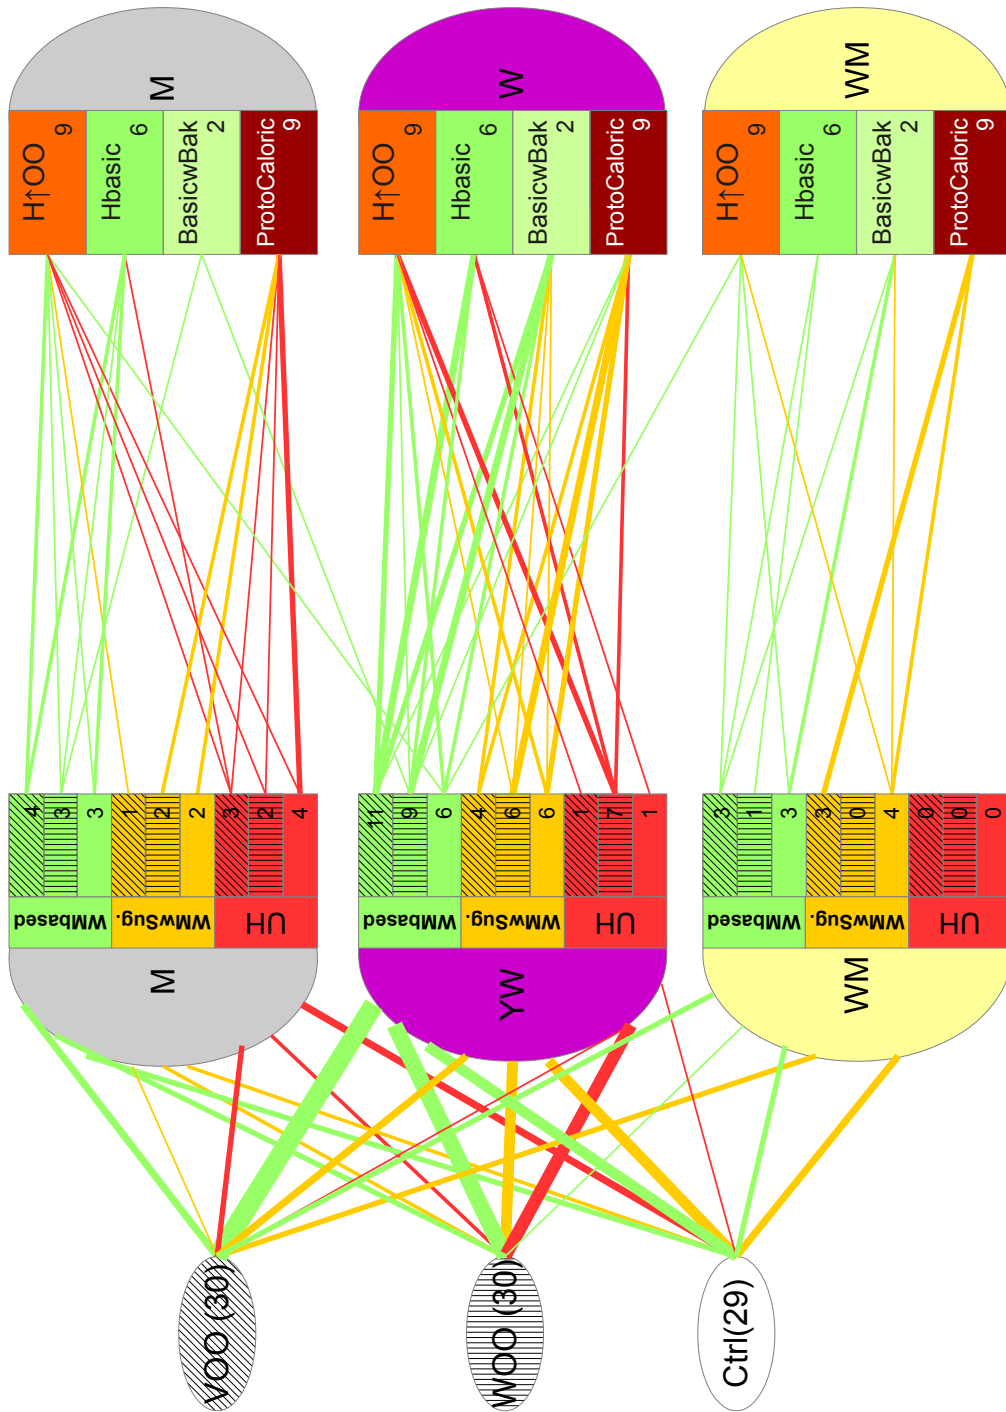 M
H↑OO
9
Hbasic
6
BasicwBak
2
ProtoCaloric
9
W
H↑OO
9
Hbasic
6
BasicwBak
2
ProtoCaloric
9
WM
H↑OO
9
Hbasic
6
BasicwBak
2
ProtoCaloric
9
4
3
3
1
2
2
3
2
4
WMbased
WMwSug.
UH
M
11
9
6
4
6
6
1
7
1
WMbased
WMwSug.
UH
YW
3
1
3
3
0
4
0
0
0
WMbased
WMwSug.
UH
WM
VOO (30)
WOO (30)
Ctrl(29)